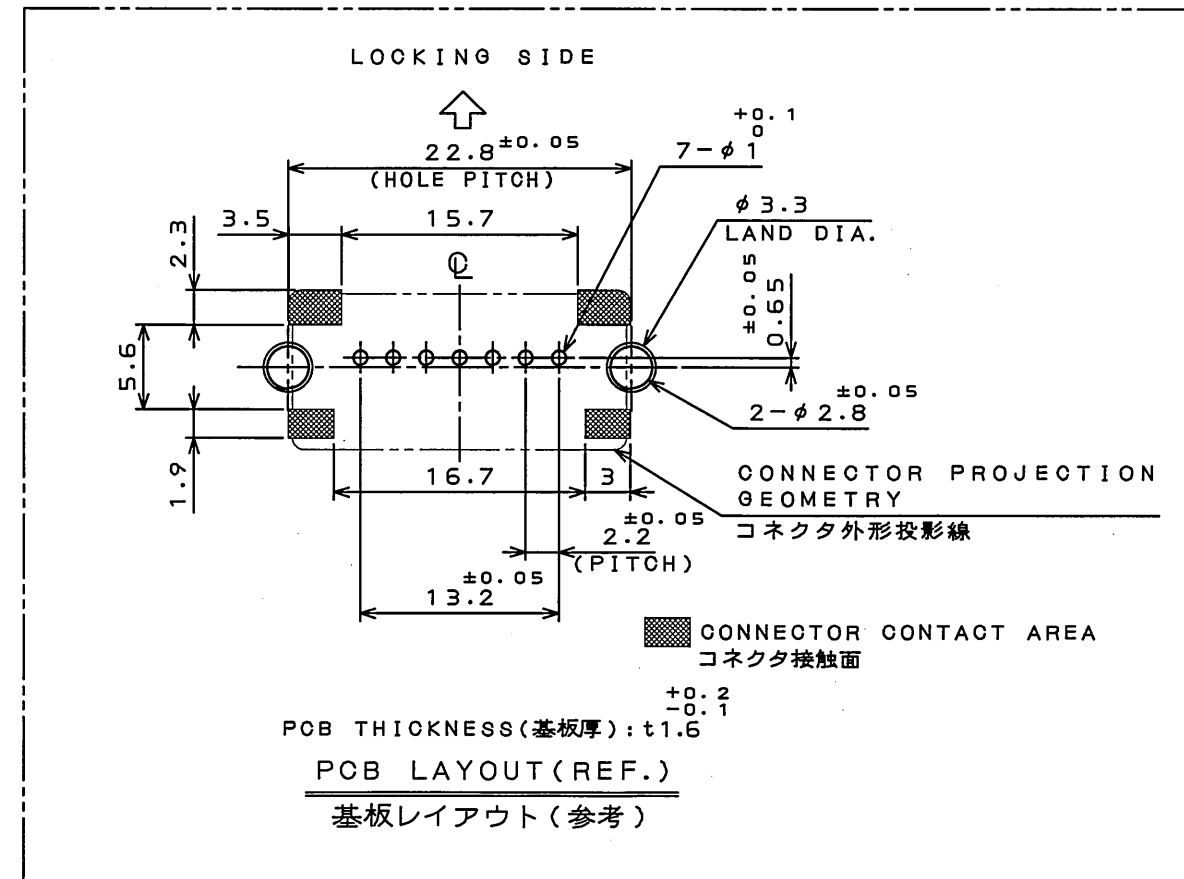 LOCKING SIDE
+0.1
0
7-φ1
22.8±0.05
(HOLE PITCH)
φ3.3
LAND DIA.
3.5
15.7
2.3
℄
±0.05
0.65
5.6
±0.05
2-φ2.8
1.9
16.7
3
CONNECTOR PROJECTION
GEOMETRY
コネクタ外形投影線
±0.05
2.2
(PITCH)
±0.05
13.2
CONNECTOR CONTACT AREA
コネクタ接触面
+0.2
-0.1
PCB THICKNESS(基板厚):t1.6
PCB LAYOUT(REF.)
基板レイアウト(参考)